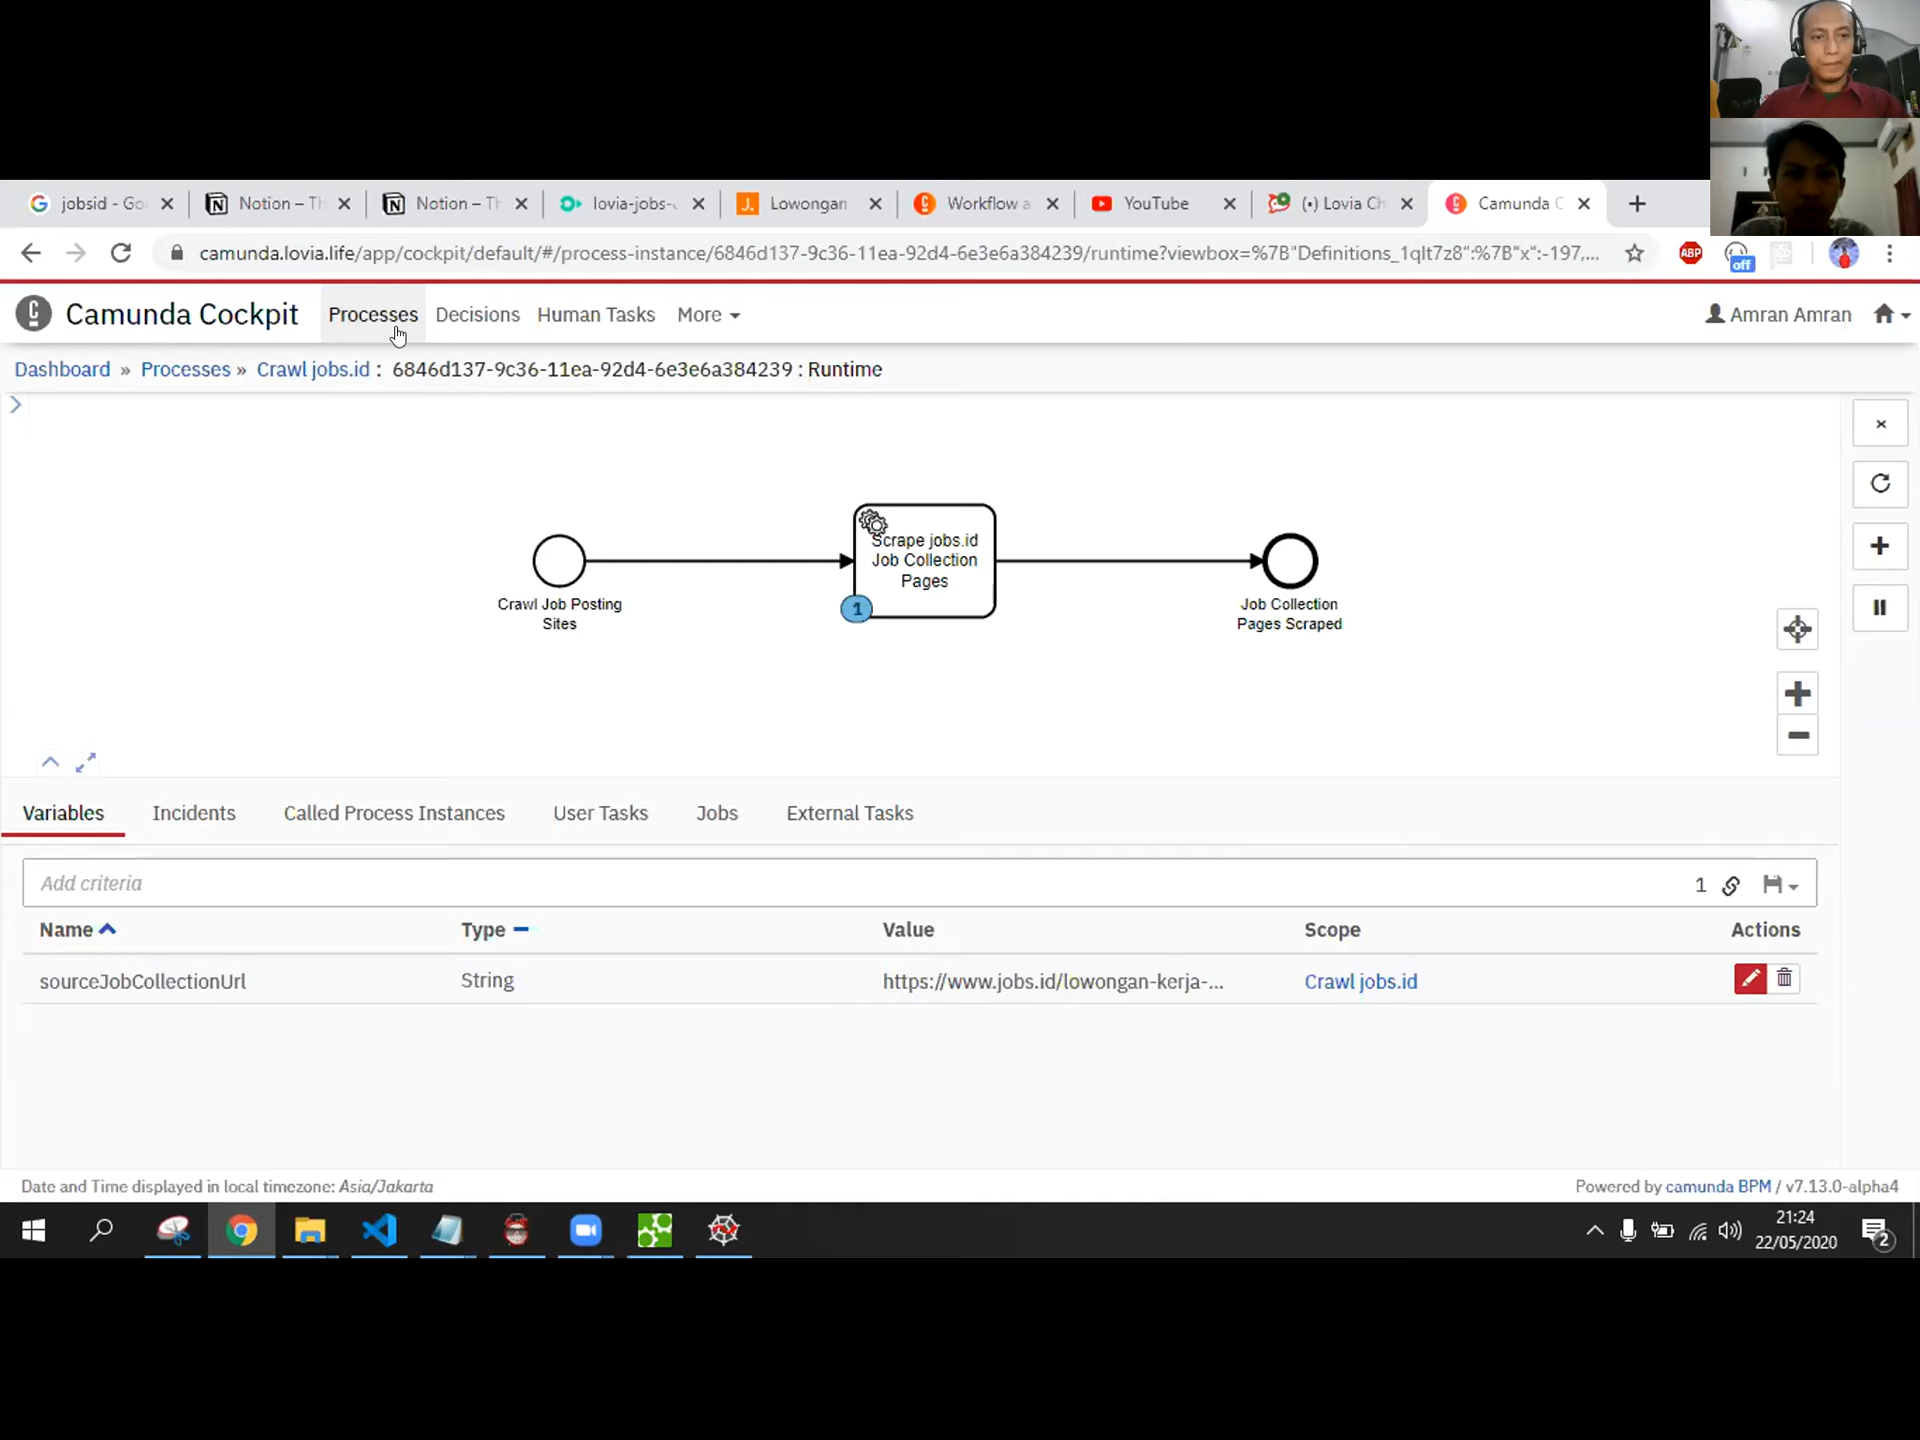 jobsid - Go
Notion – Th
Notion – Th
lovia-jobs-
J. Lowongan
Workflow a
YouTube
(•) Lovia Ch
Camunda C
camunda.lovia.life/app/cockpit/default/#/process-instance/6846d137-9c36-11ea-92d4-6e3e6a384239/runtime?viewbox=%7B"Definitions_1qlt7z8":%7B"x":-197,...
ABP
off
Camunda Cockpit
Processes
Decisions
Human Tasks
More
Amran Amran
Dashboard » Processes » Crawl jobs.id : 6846d137-9c36-11ea-92d4-6e3e6a384239 : Runtime
Scrape jobs.id
Job Collection
Pages
1
Crawl Job Posting
Sites
Job Collection
Pages Scraped
Variables
Incidents
Called Process Instances
User Tasks
Jobs
External Tasks
Add criteria
1
Name
Type
Value
Scope
Actions
sourceJobCollectionUrl
String
https://www.jobs.id/lowongan-kerja-...
Crawl jobs.id
Date and Time displayed in local timezone: Asia/Jakarta
Powered by camunda BPM / v7.13.0-alpha4
21:24
22/05/2020
2